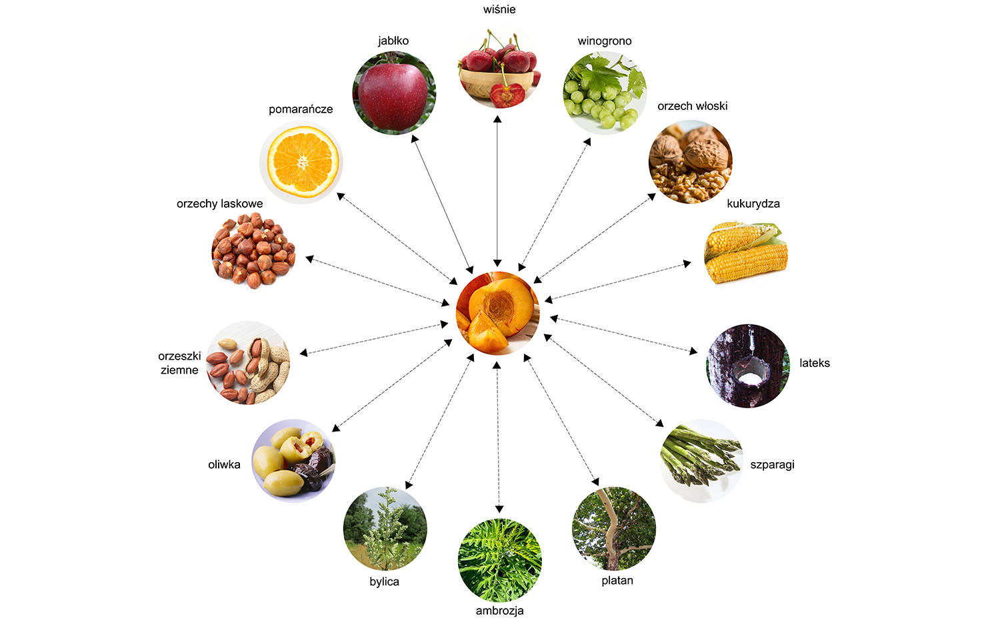 wiśnie
jabłko
winogrono
pomarańcze
orzech włoski
orzechy laskowe
kukurydza
orzeszki
ziemne
lateks
oliwka
szparagi
bylica
platan
ambrozja